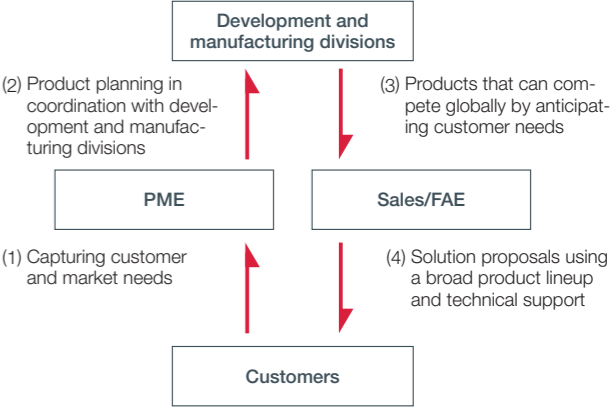 Development and
manufacturing divisions
(2) Product planning in
coordination with devel-
opment and manufac-
turing divisions
(3) Products that can com-
pete globally by anticipat-
ing customer needs
PME
Sales/FAE
(1) Capturing customer
and market needs
(4) Solution proposals using
a broad product lineup
and technical support
Customers